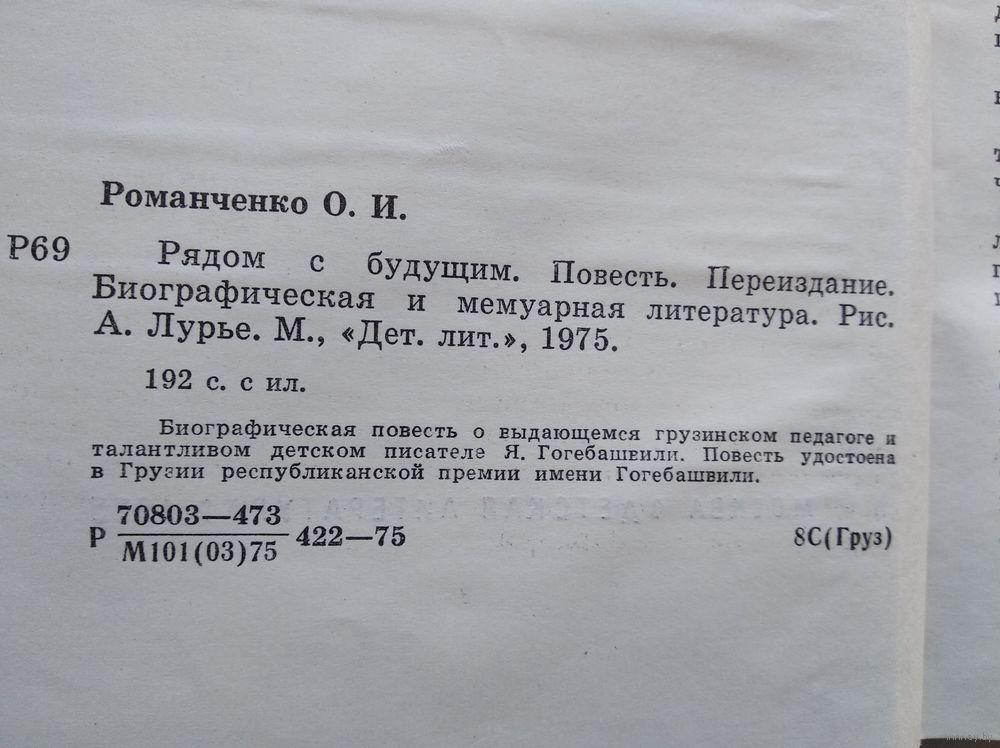 Романченко О. И.
Р69 Рядом с будущим. Повесть. Переиздание.
Биографическая и мемуарная литература. Рис.
А. Лурье. М., «Дет. лит.», 1975.
192 с. с ил.
Биографическая повесть о выдающемся грузинском педагоге и
талантливом детском писателе Я. Гогебашвили. Повесть удостоена
в Грузии республиканской премии имени Гогебашвили.
Р 70803—473
М101(03)75 422—75 8С(Груз)